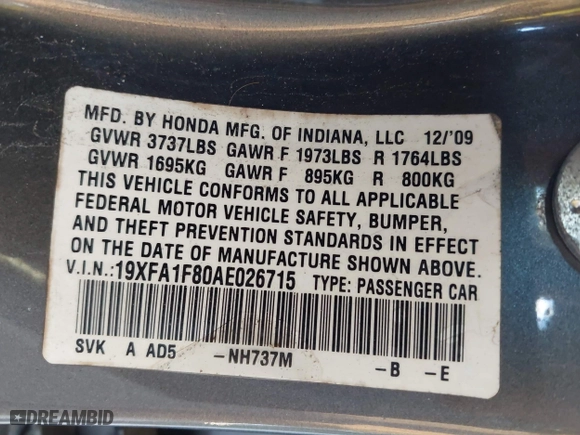 MFD. BY HONDA MFG. OF INDIANA, LLC 12/'09
GVWR 3737LBS GAWR F 1973LBS R 1764LBS
GVWR 1695KG GAWR F 895KG R 800KG
THIS VEHICLE CONFORMS TO ALL APPLICABLE
FEDERAL MOTOR VEHICLE SAFETY, BUMPER,
AND THEFT PREVENTION STANDARDS IN EFFECT
ON THE DATE OF MANUFACTURE SHOWN ABOVE.
V.I.N.:19XFA1F80AE026715 TYPE: PASSENGER CAR
SVK A AD5 -NH737M -B -E
DREAMBID